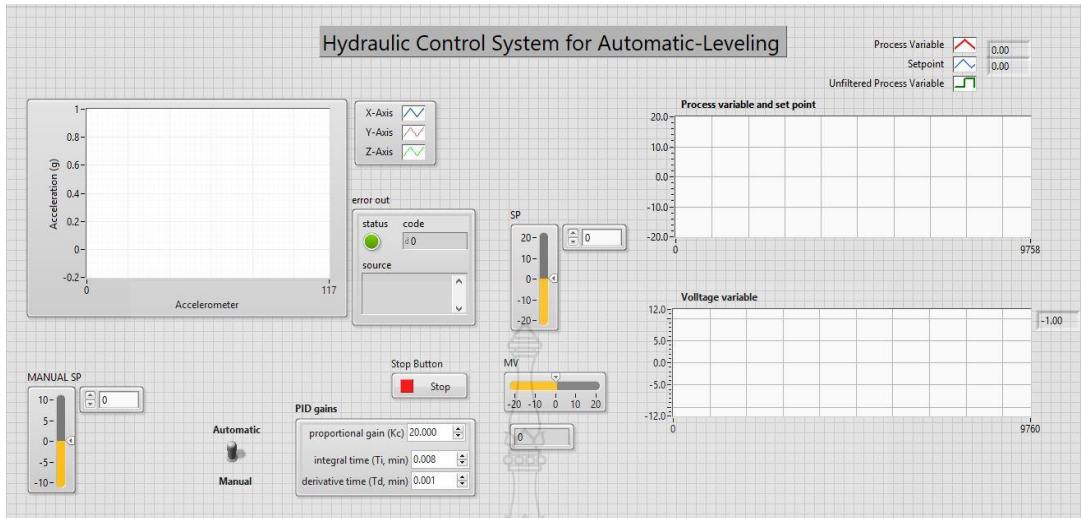 Hydraulic Control System for Automatic-Leveling
Process Variable
0.00
Setpoint
0.00
Unfiltered Process Variable
1
0.8
0.6
0.4
0.2
0
-0.2
Acceleration (g)
0
117
Accelerometer
X-Axis
Y-Axis
Z-Axis
error out
status code
d 0
source
SP
20
10
0
-10
-20
0
Process variable and set point
20.0
10.0
0.0
-10.0
-20.0
0
9758
Volltage variable
12.0
5.0
0.0
-5.0
-12.0
0
9760
-1.00
MANUAL SP
10
5
0
-5
-10
0
Automatic
Manual
Stop Button
Stop
PID gains
proportional gain (Kc) 20.000
integral time (Ti, min) 0.008
derivative time (Td, min) 0.001
MV
-20 -10 0 10 20
0